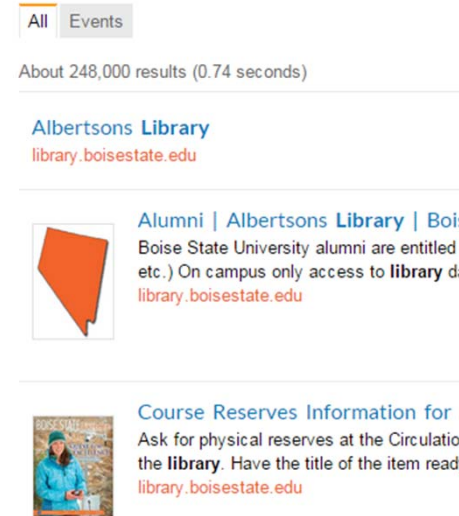 All Events
About 248,000 results (0.74 seconds)
Albertsons Library
library.boisestate.edu
Alumni | Albertsons Library | Bois
Boise State University alumni are entitled
etc.) On campus only access to library da
library.boisestate.edu
Course Reserves Information for
BOISE STATE
Ask for physical reserves at the Circulatio
the library. Have the title of the item read
library.boisestate.edu